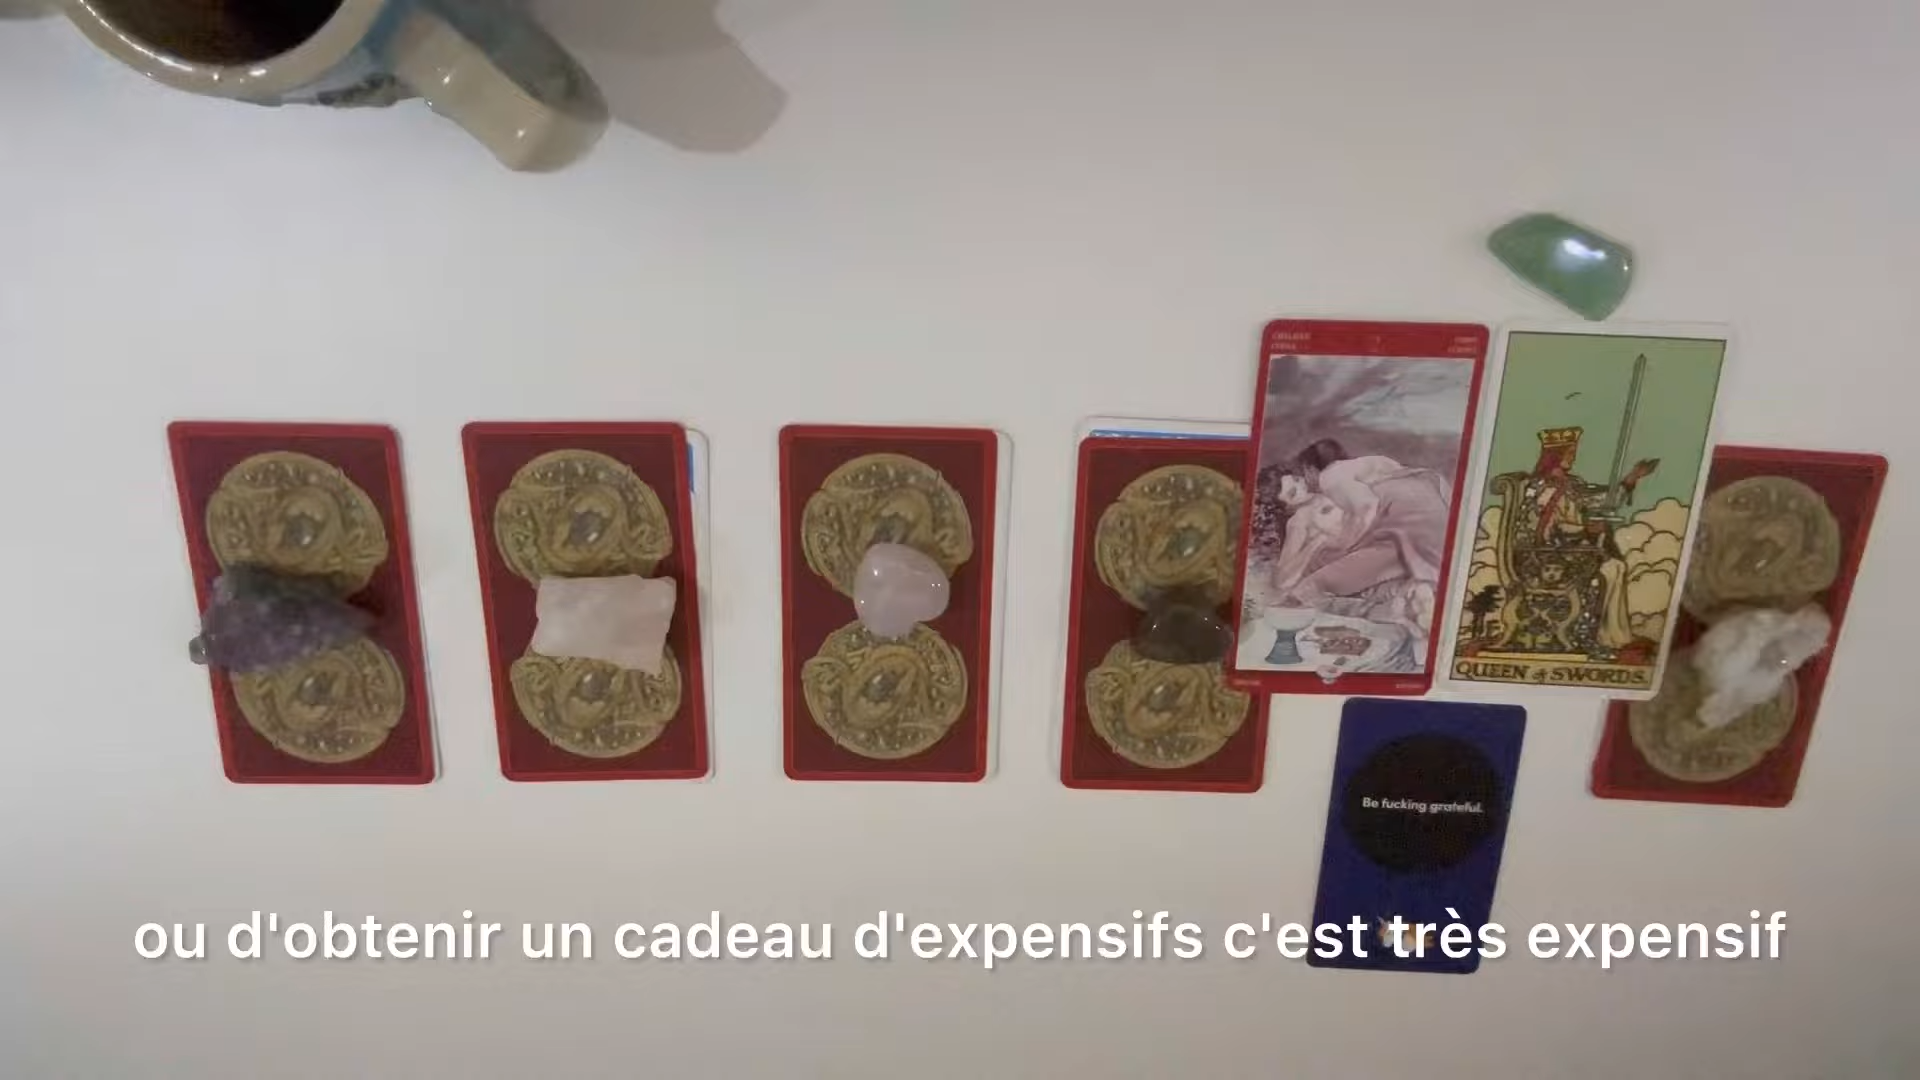 QUEEN of SWORDS.
Be fucking grateful.
ou d'obtenir un cadeau d'expensifs c'est très expensif